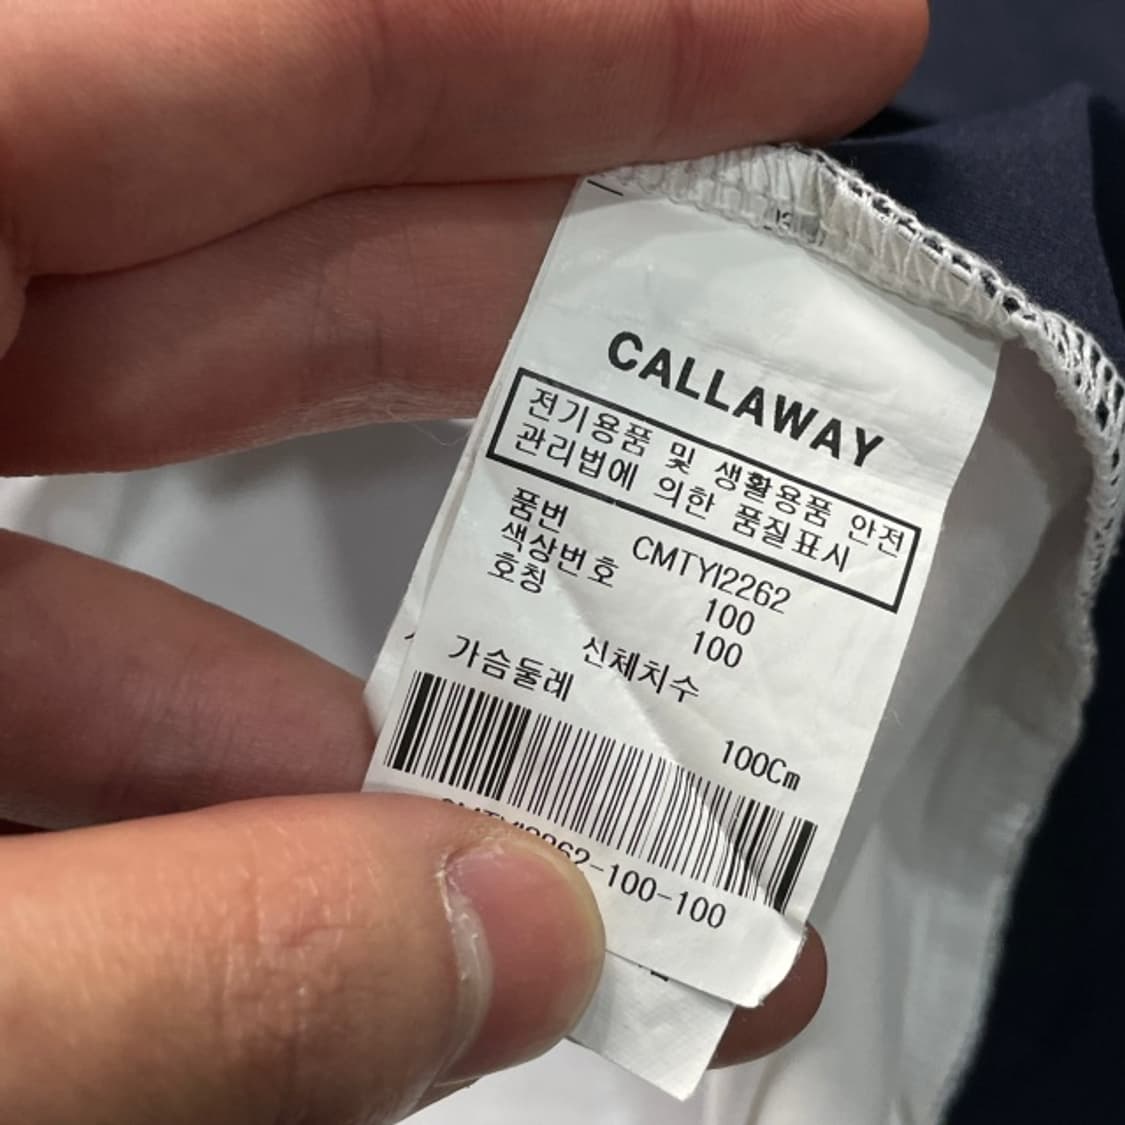 CALLAWAY
전기용품 및 생활용품 안전
관리법에 의한 품질표시
품번 CMTYI2262
색상번호 100
호칭 100
신체치수
가슴둘레 100Cm
CMTYI2262-100-100